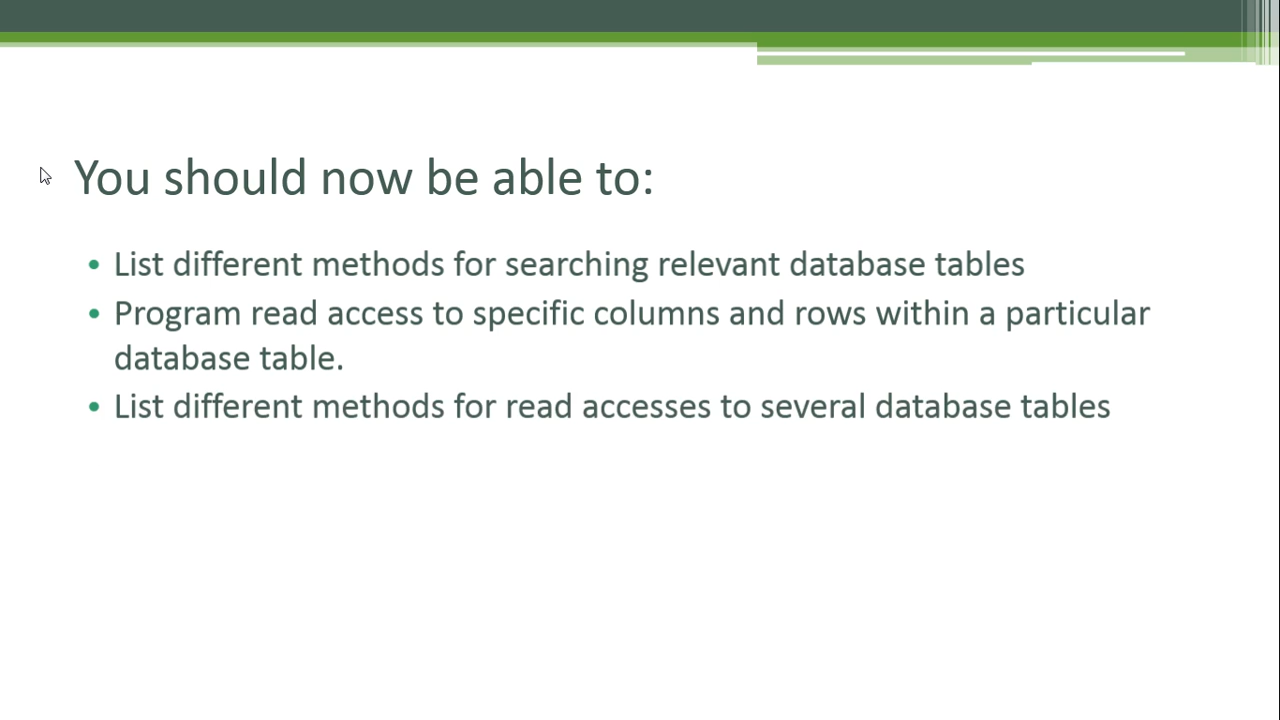 You should now be able to:
• List different methods for searching relevant database tables
• Program read access to specific columns and rows within a particular
database table.
• List different methods for read accesses to several database tables